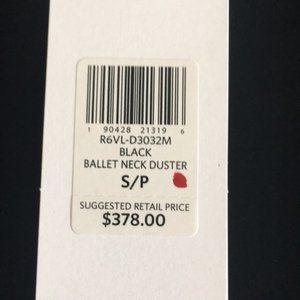 1 90428 21319 6
R6VL-D3032M
BLACK
BALLET NECK DUSTER
S/P
SUGGESTED RETAIL PRICE
$378.00